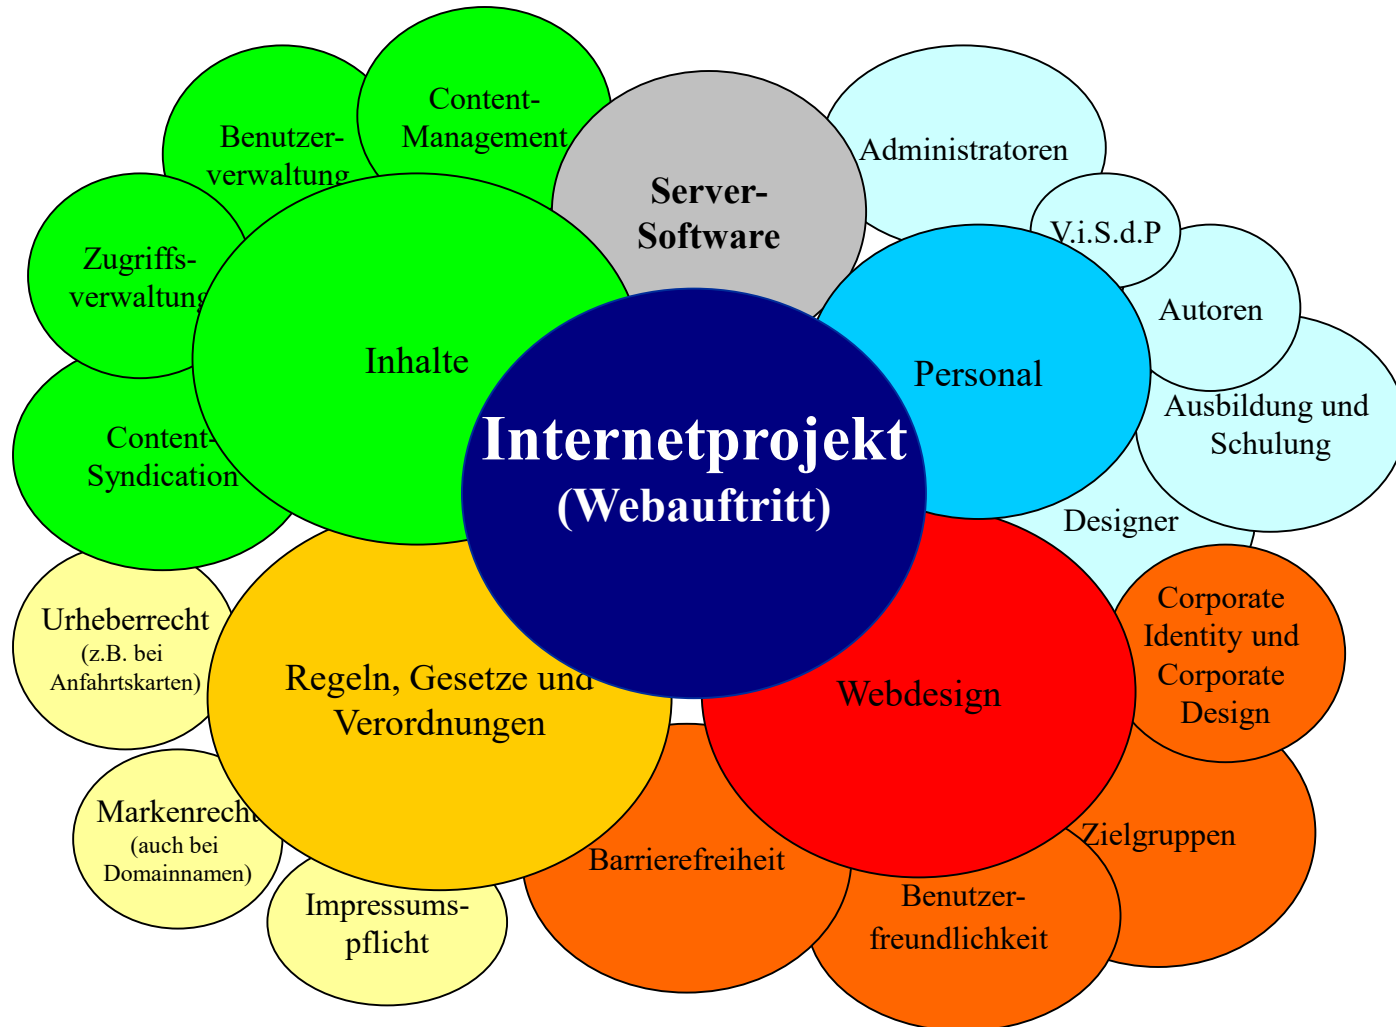 Content-
Management
Benutzer-
verwaltung
Administratoren
Server-
Software
V.i.S.d.P
Zugriffs-
verwaltung
Autoren
Inhalte
Personal
Ausbildung und
Schulung
Content-
Syndication
Internetprojekt
(Webauftritt)
Designer
Corporate
Identity und
Corporate
Design
Urheberrecht
(z.B. bei
Anfahrtskarten)
Regeln, Gesetze und
Verordnungen
Webdesign
Markenrecht
(auch bei
Domainnamen)
Zielgruppen
Barrierefreiheit
Benutzer-
freundlichkeit
Impressums-
pflicht